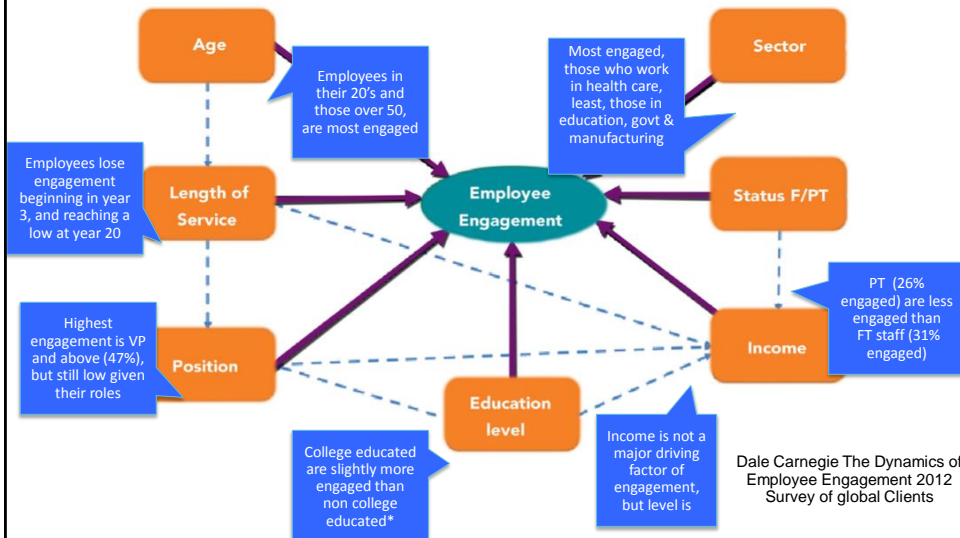 Age
Employees in
their 20's and
those over 50,
are most engaged
Most engaged,
those who work
in health care,
least, those in
education, govt &
manufacturing
Sector
Employees lose
engagement
beginning in year
3, and reaching a
low at year 20
Length of
Service
Employee
Engagement
Status F/PT
PT (26%
engaged) are less
engaged than
FT staff (31%
engaged)
Highest
engagement is VP
and above (47%),
but still low given
their roles
Position
Income
Education
level
College educated
are slightly more
engaged than
non college
educated*
Income is not a
major driving
factor of
engagement,
but level is
Dale Carnegie The Dynamics of
Employee Engagement 2012
Survey of global Clients